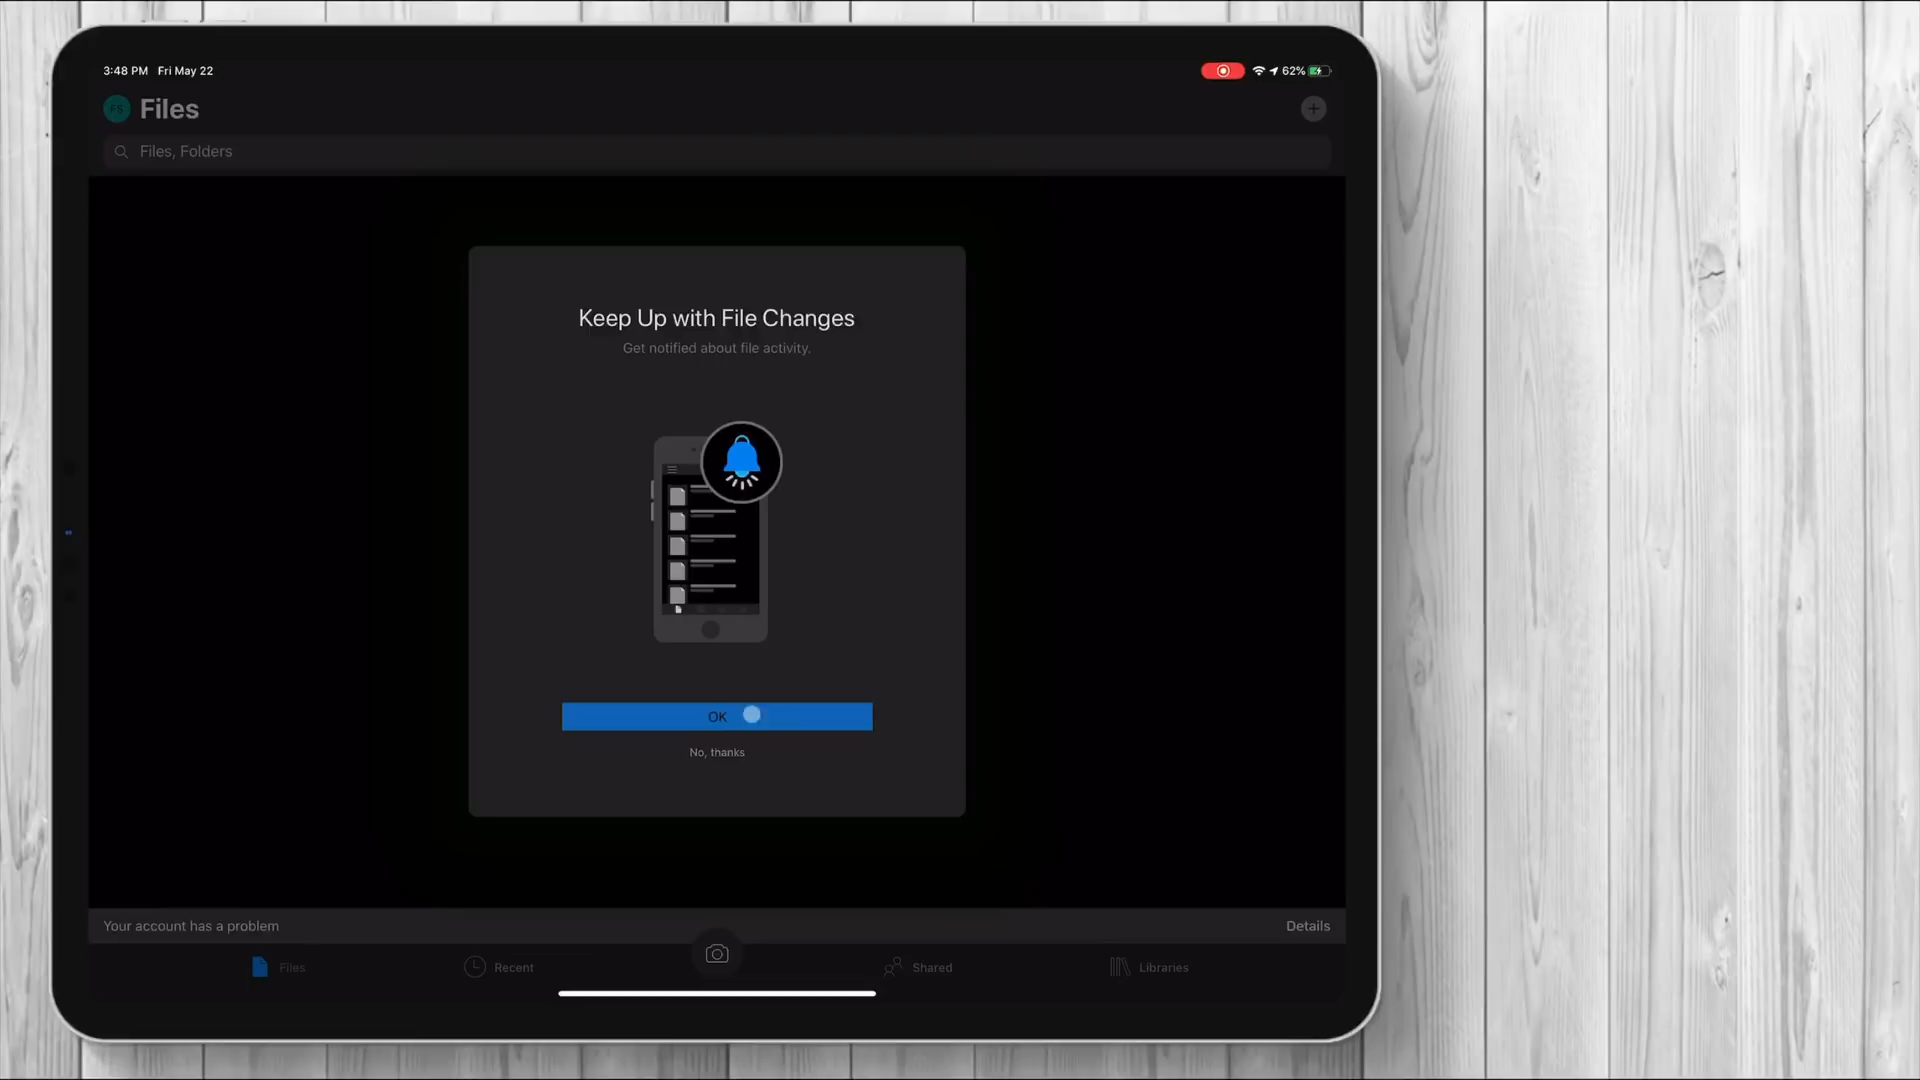 3:48 PM Fri May 22
62%
FS Files
Files, Folders
Keep Up with File Changes
Get notified about file activity.
OK
No, thanks
Your account has a problem
Details
Files
Recent
Shared
Libraries